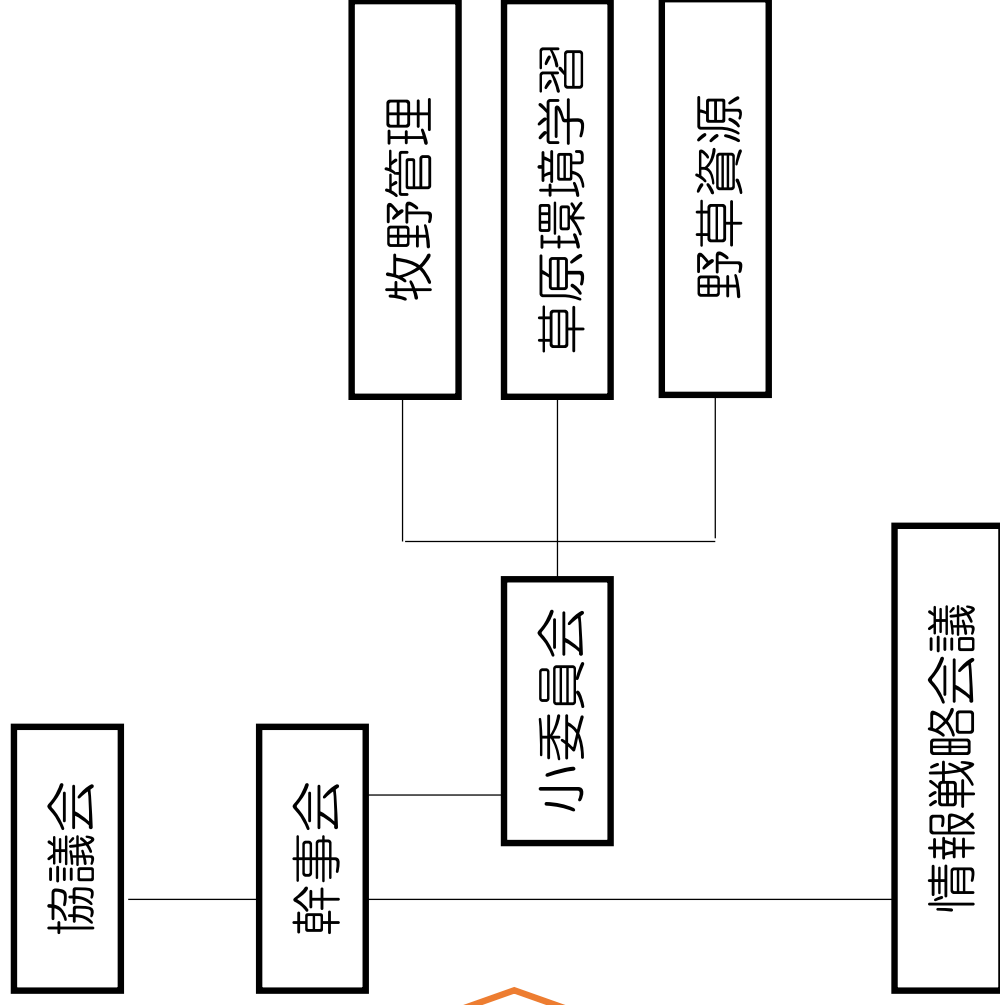 協議会
幹事会
小委員会
牧野管理
草原環境学習
野草資源
情報戦略会議